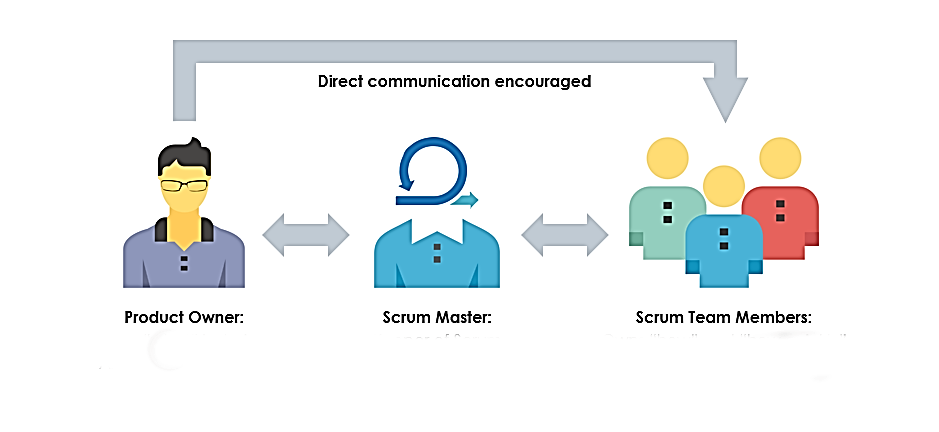 Direct communication encouraged
Product Owner:
Scrum Master:
Scrum Team Members: